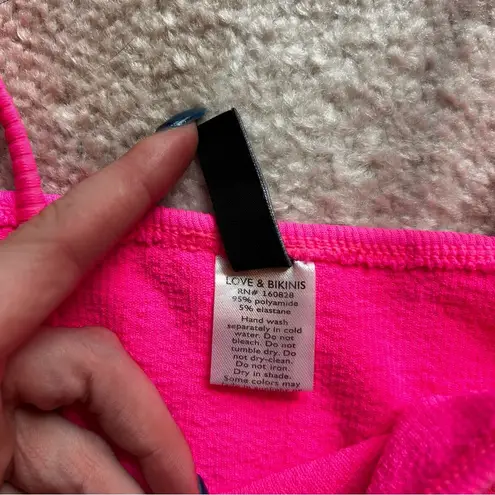 LOVE & BIKINIS
RN# 160828
95% polyamide
5% elastane
Hand wash
separately in cold
water. Do not
bleach. Do not
tumble dry. Do
not dry-clean.
Do not iron.
Dry in shade.
Some colors may